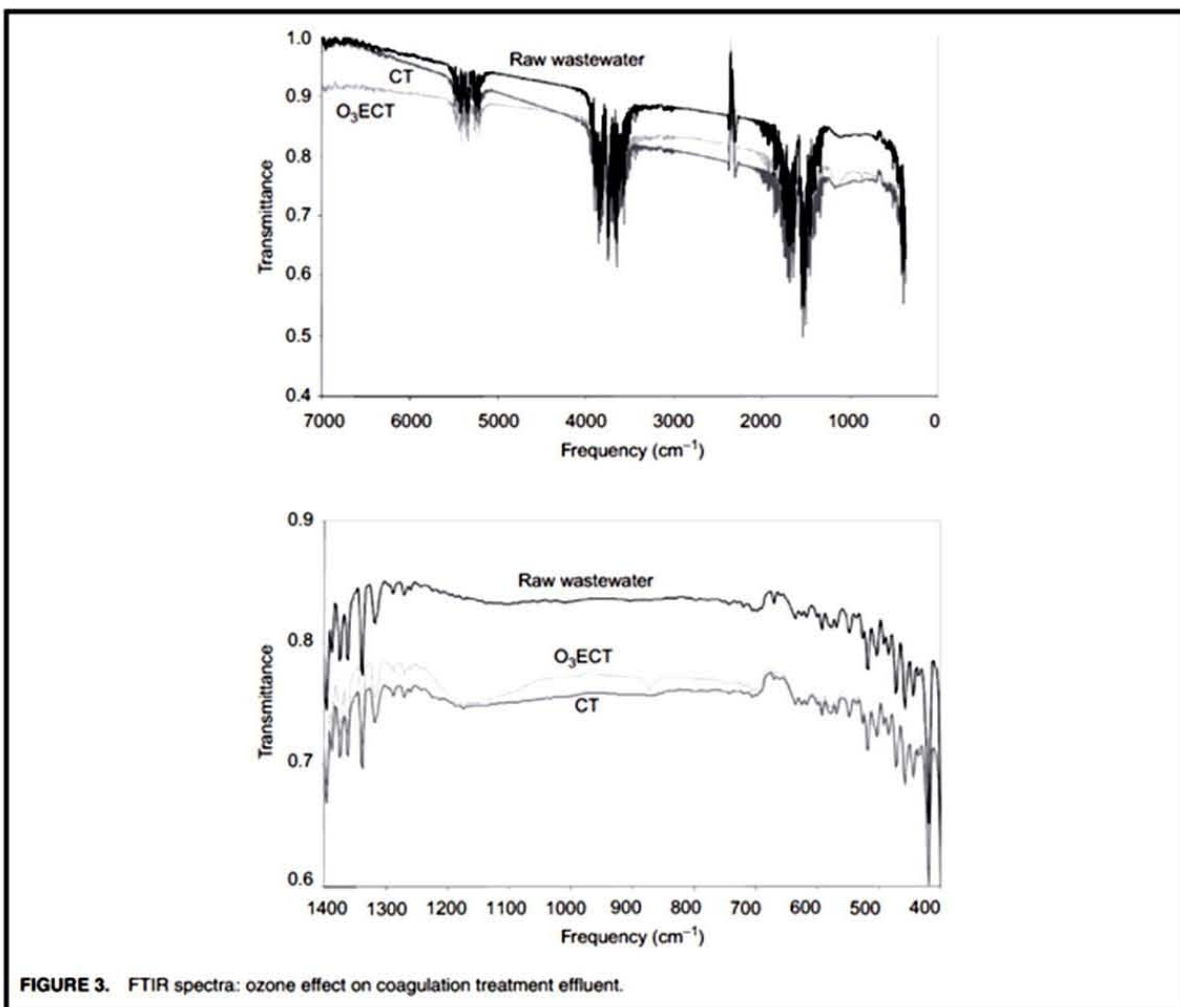 1.0
Raw wastewater
CT
0.9
O₃ECT
0.8
Transmittance
0.7
0.6
0.5
0.4
7000 6000 5000 4000 3000 2000 1000 0
Frequency (cm⁻¹)
0.9
Raw wastewater
0.8
O₃ECT
CT
Transmittance
0.7
0.6
1400 1300 1200 1100 1000 900 800 700 600 500 400
Frequency (cm⁻¹)
FIGURE 3. FTIR spectra: ozone effect on coagulation treatment effluent.